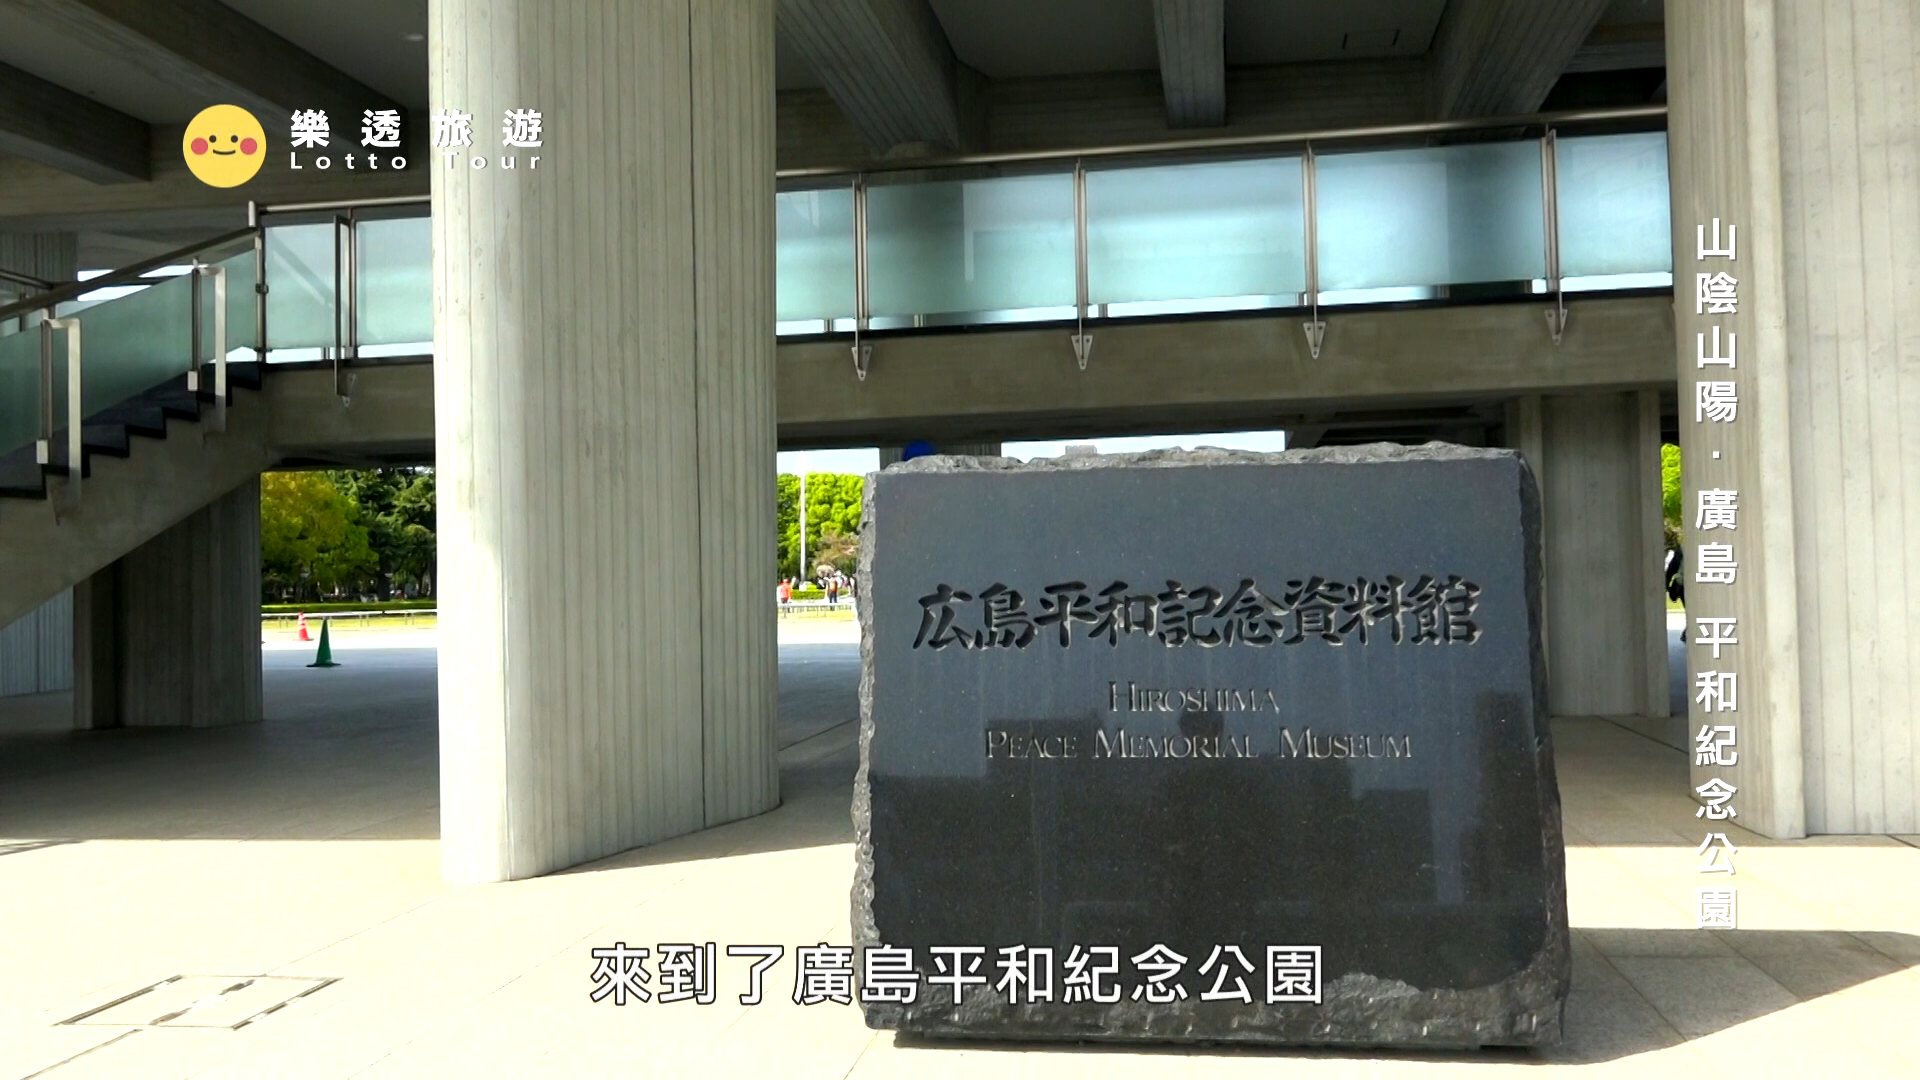 樂透旅遊
Lotto Tour
山陰山陽·廣島 平和紀念公園
広島平和記念資料館
HIROSHIMA
PEACE MEMORIAL MUSEUM
來到了廣島平和紀念公園